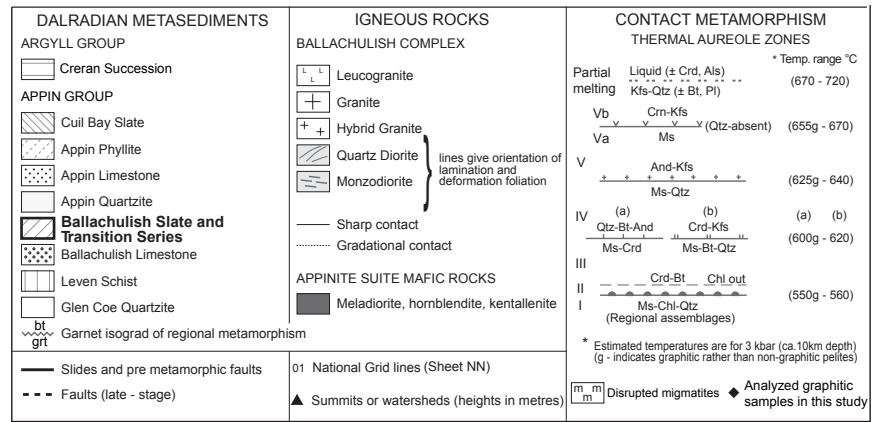 DALRADIAN METASEDIMENTS
ARGYLL GROUP
Creran Succession
APPIN GROUP
Cuil Bay Slate
Appin Phyllite
Appin Limestone
Appin Quartzite
Ballachulish Slate and
Transition Series
Ballachulish Limestone
Leven Schist
Glen Coe Quartzite
bt
grt
Garnet isograd of regional metamorphism
Slides and pre metamorphic faults
Faults (late - stage)
IGNEOUS ROCKS
BALLACHULISH COMPLEX
L L
L
Leucogranite
Granite
Hybrid Granite
Quartz Diorite
Monzodiorite
lines give orientation of
lamination and
deformation foliation
Sharp contact
Gradational contact
APPINITE SUITE MAFIC ROCKS
Meladiorite, hornblendite, kentallenite
01 National Grid lines (Sheet NN)
Summits or watersheds (heights in metres)
CONTACT METAMORPHISM
THERMAL AUREOLE ZONES
* Temp. range °C
Partial
melting
Liquid (± Crd, Als)
Kfs-Qtz (± Bt, Pl)
(670 - 720)
Vb Crn-Kfs
(Qtz-absent) (655g - 670)
Va Ms
V And-Kfs
Ms-Qtz
(625g - 640)
IV (a) (b) (a) (b)
Qtz-Bt-And Crd-Kfs
Ms-Crd Ms-Bt-Qtz
(600g - 620)
III
Crd-Bt Chl out
II
I Ms-Chl-Qtz
(Regional assemblages)
(550g - 560)
* Estimated temperatures are for 3 kbar (ca.10km depth)
(g - indicates graphitic rather than non-graphitic pelites)
m m
m
Disrupted migmatites
Analyzed graphitic
samples in this study